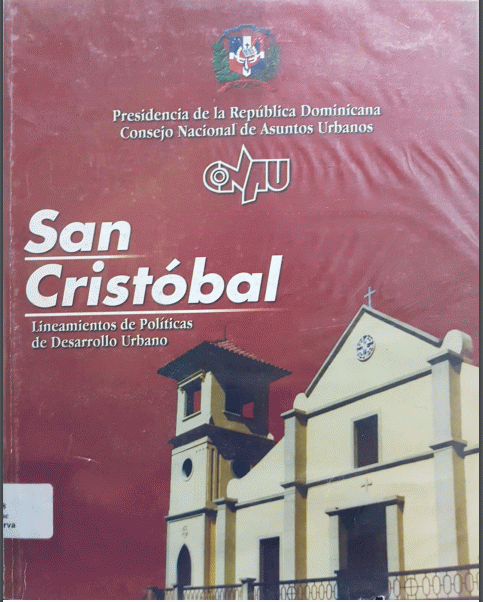 Presidencia de la República Dominicana
Consejo Nacional de Asuntos Urbanos
CONAU
San
Cristóbal
Lineamientos de Políticas
de Desarrollo Urbano